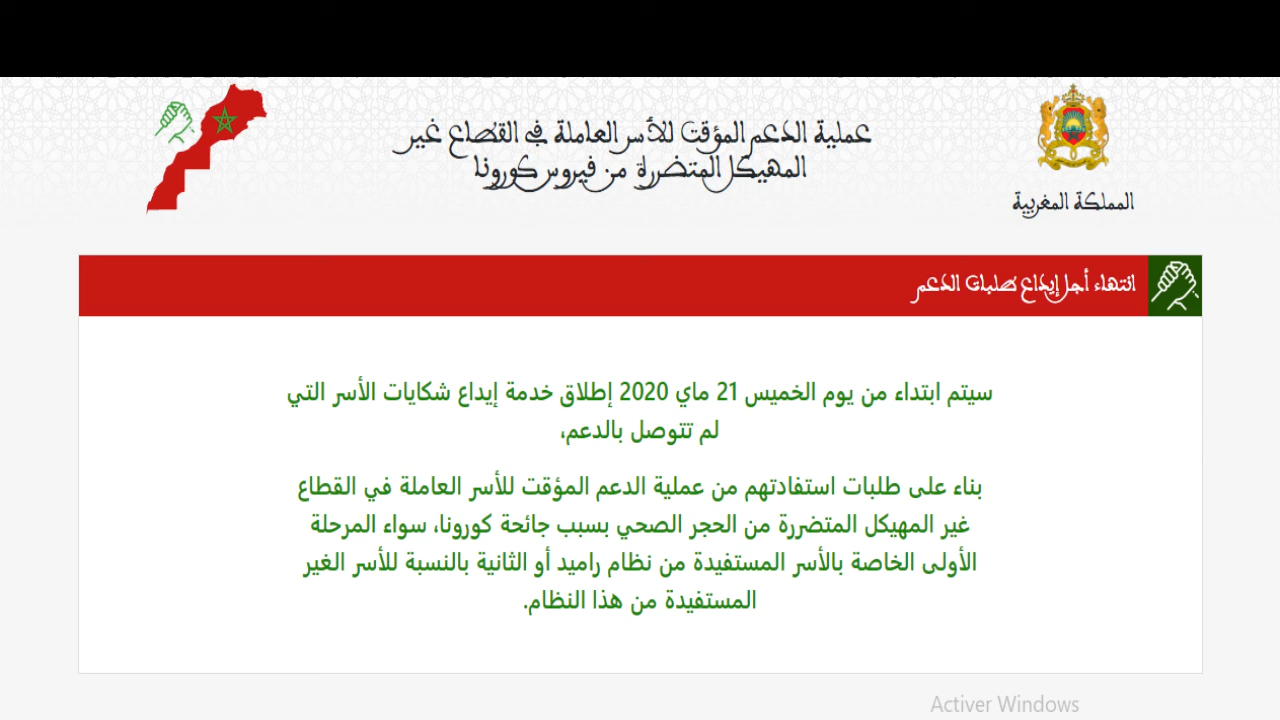 عملية الدعم المؤقت للأسر العاملة في القطاع غير
المهيكل المتضررة من فيروس كورونا
المملكة المغربية
انتهاء أجل إيداع طلبات الدعم
سيتم ابتداء من يوم الخميس 21 ماي 2020 إطلاق خدمة إيداع شكايات الأسر التي
لم تتوصل بالدعم،
بناء على طلبات استفادتهم من عملية الدعم المؤقت للأسر العاملة في القطاع
غير المهيكل المتضررة من الحجر الصحي بسبب جائحة كورونا، سواء المرحلة
الأولى الخاصة بالأسر المستفيدة من نظام راميد أو الثانية بالنسبة للأسر الغير
المستفيدة من هذا النظام.
Activer Windows